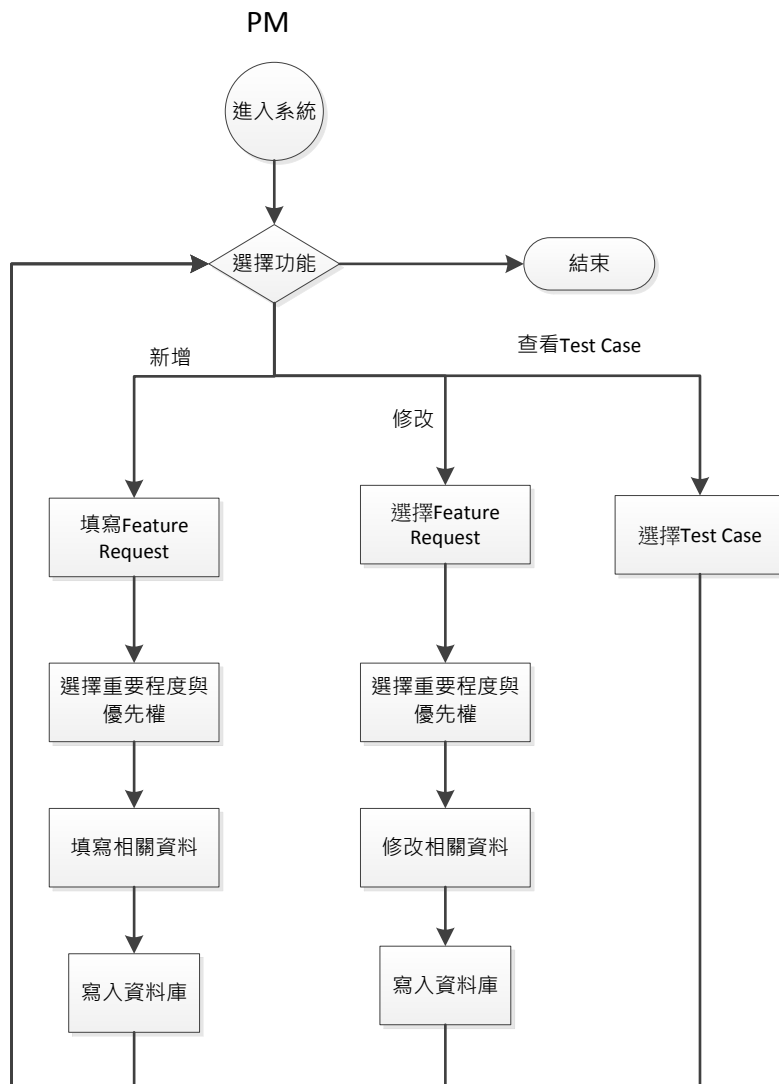 PM
進入系統
選擇功能
結束
新增
查看Test Case
修改
填寫Feature
Request
選擇Feature
Request
選擇Test Case
選擇重要程度與
優先權
選擇重要程度與
優先權
填寫相關資料
修改相關資料
寫入資料庫
寫入資料庫